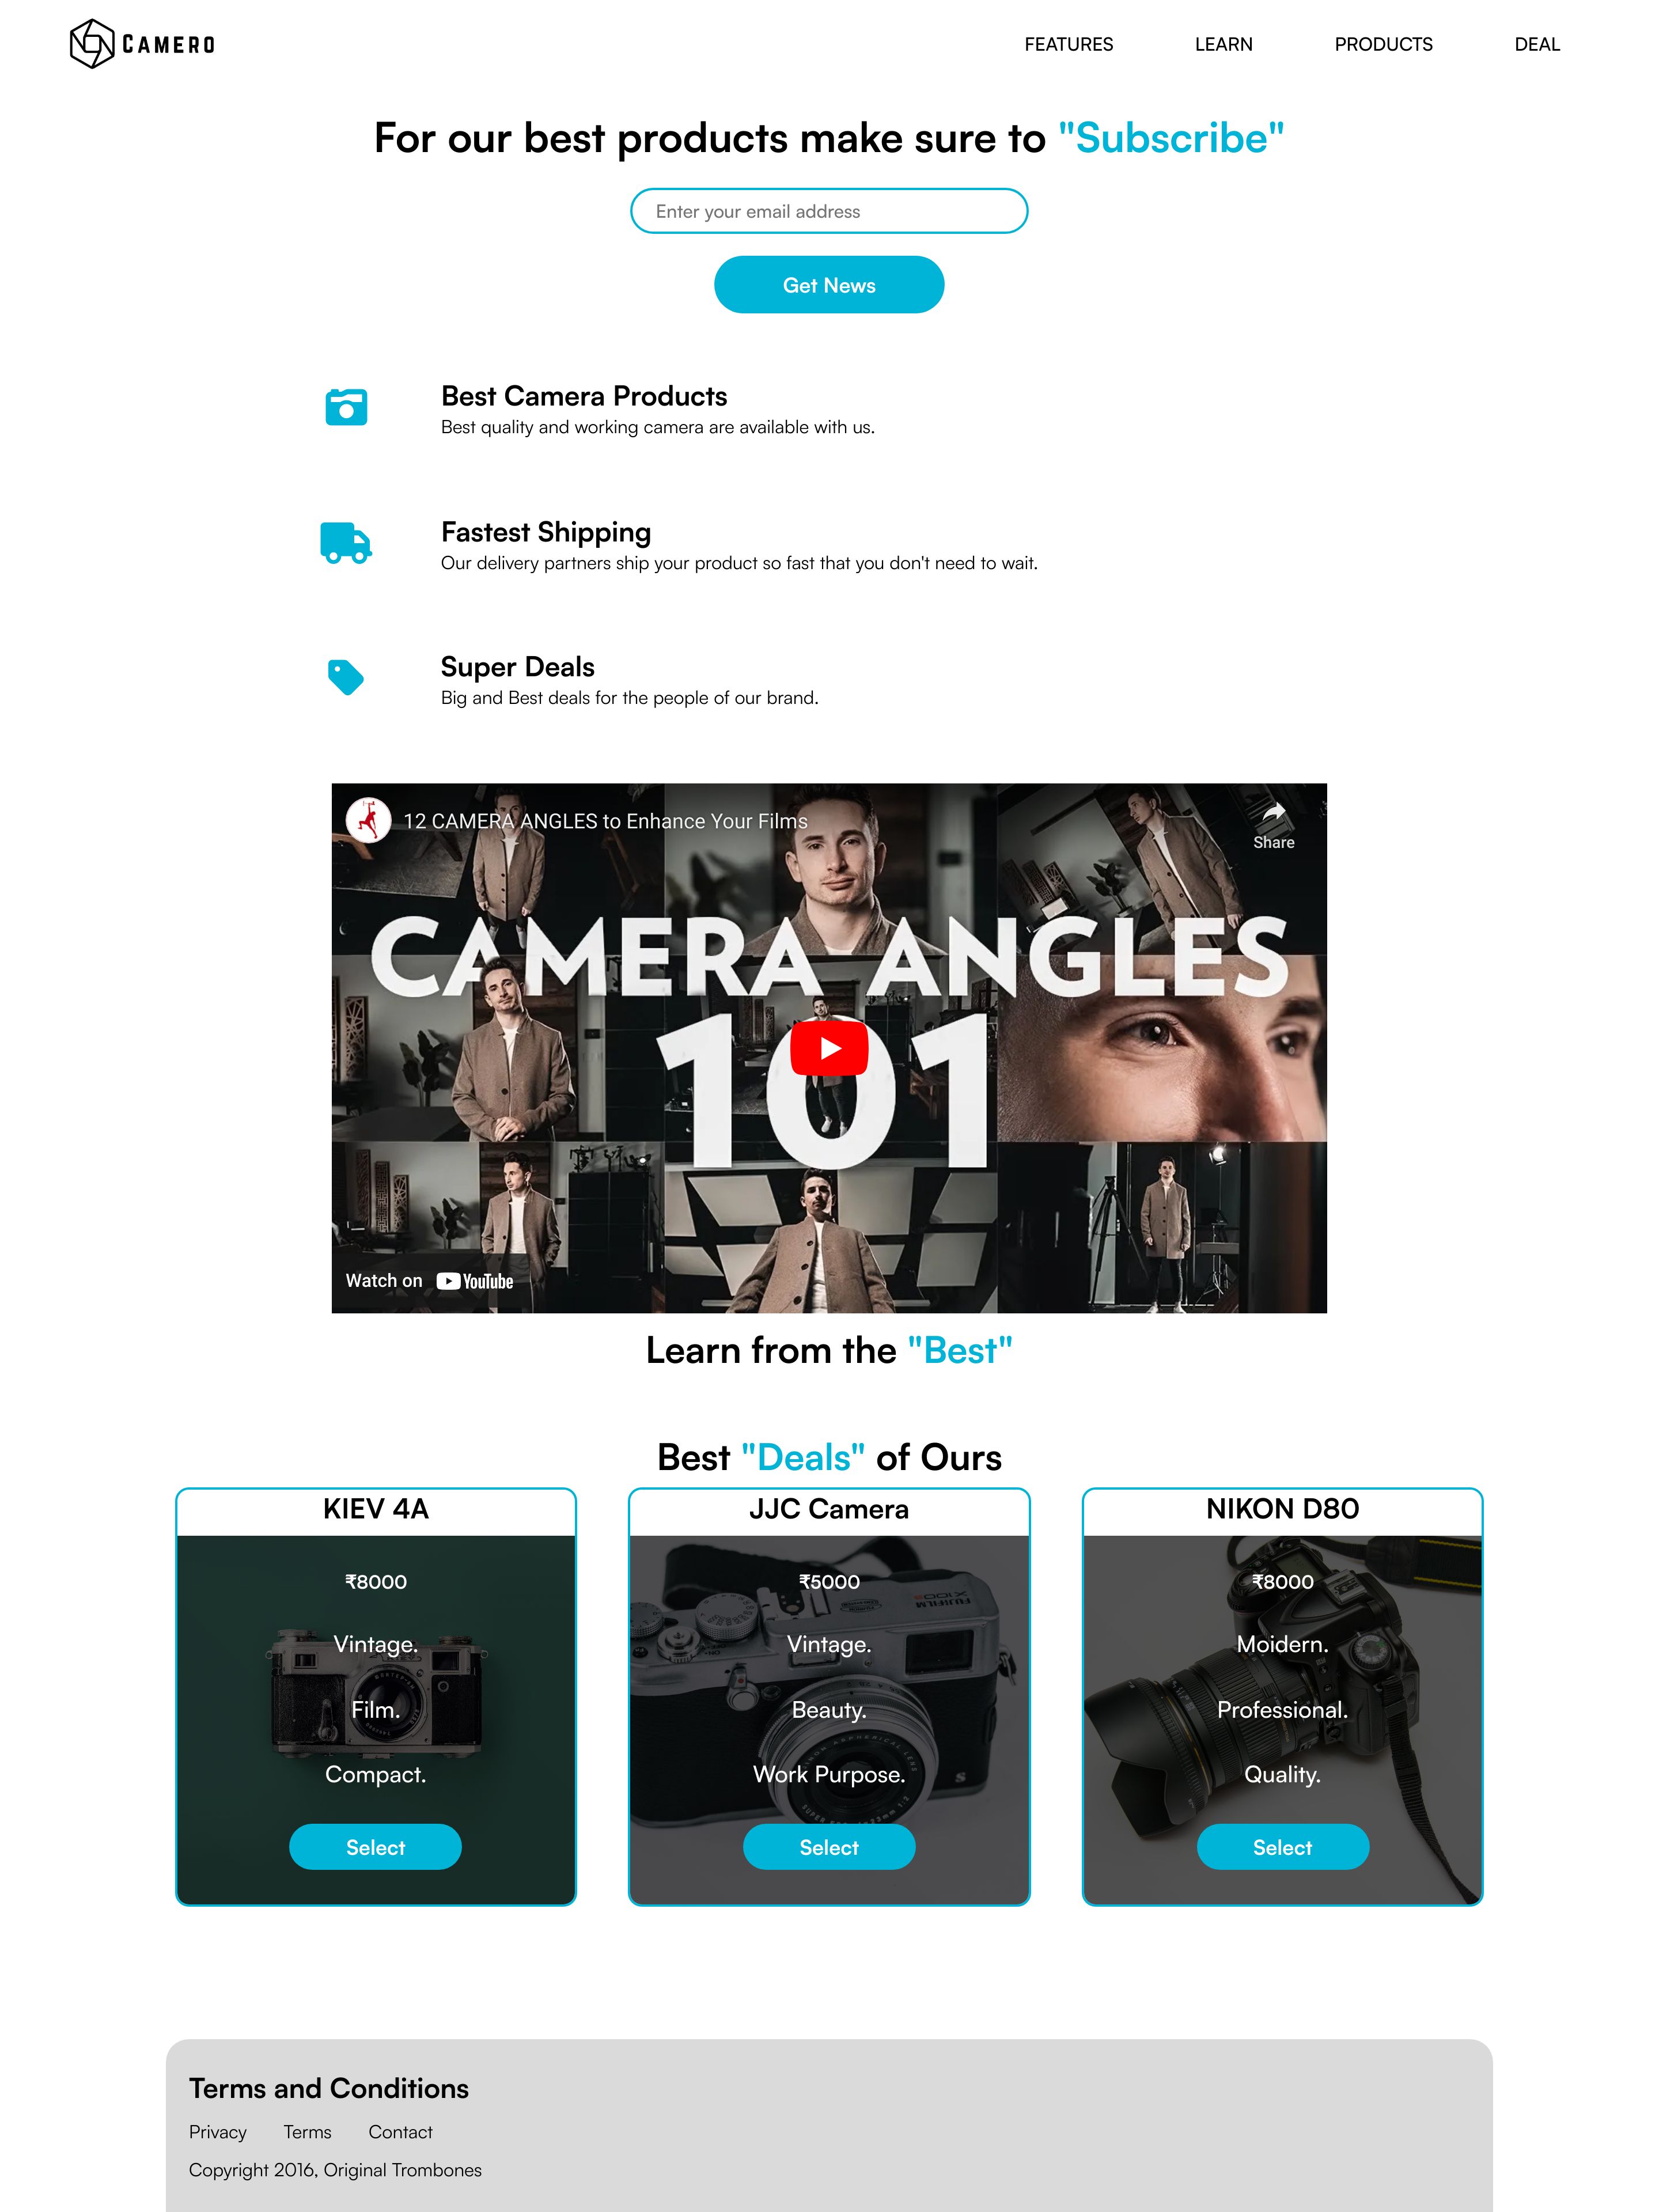 CAMERO
FEATURES LEARN PRODUCTS DEAL
For our best products make sure to "Subscribe"
Enter your email address
Get News
Best Camera Products
Best quality and working camera are available with us.
Fastest Shipping
Our delivery partners ship your product so fast that you don't need to wait.
Super Deals
Big and Best deals for the people of our brand.
12 CAMERA ANGLES to Enhance Your Films
Share
CAMERA ANGLES
101
Watch on YouTube
Learn from the "Best"
Best "Deals" of Ours
KIEV 4A
₹8000
Vintage.
Film.
Compact.
Select
JJC Camera
₹5000
FUJIFILM
X100S
Vintage.
Beauty.
Work Purpose.
S
Select
NIKON D80
₹8000
Moidern.
Professional.
Quality.
Select
Terms and Conditions
Privacy Terms Contact
Copyright 2016, Original Trombones